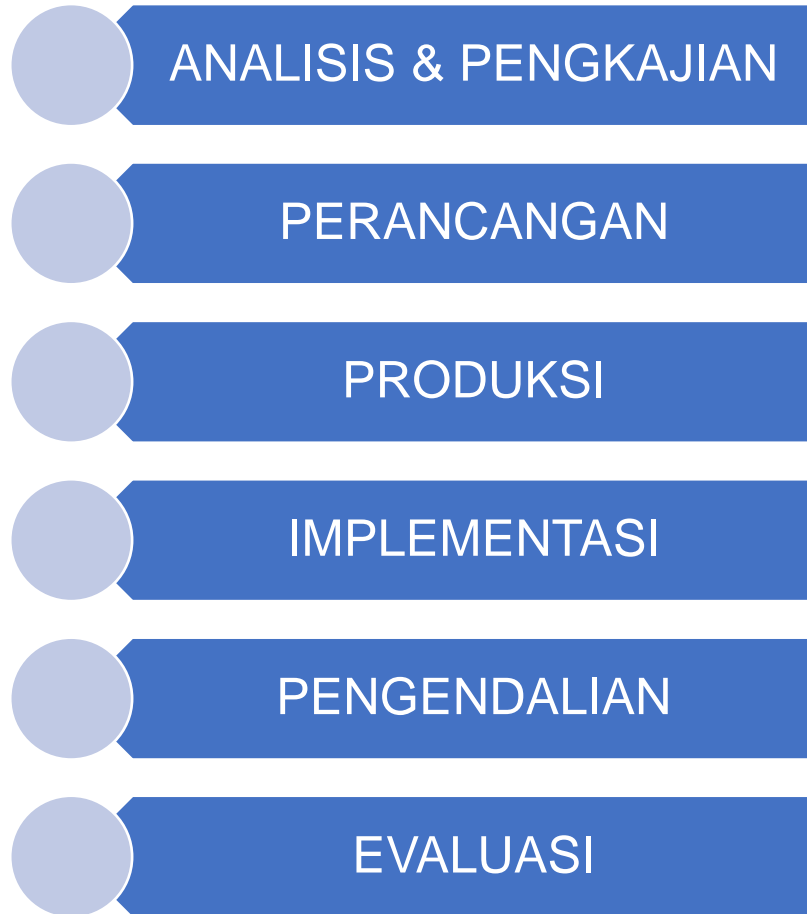 ANALISIS & PENGKAJIAN
PERANCANGAN
PRODUKSI
IMPLEMENTASI
PENGENDALIAN
EVALUASI